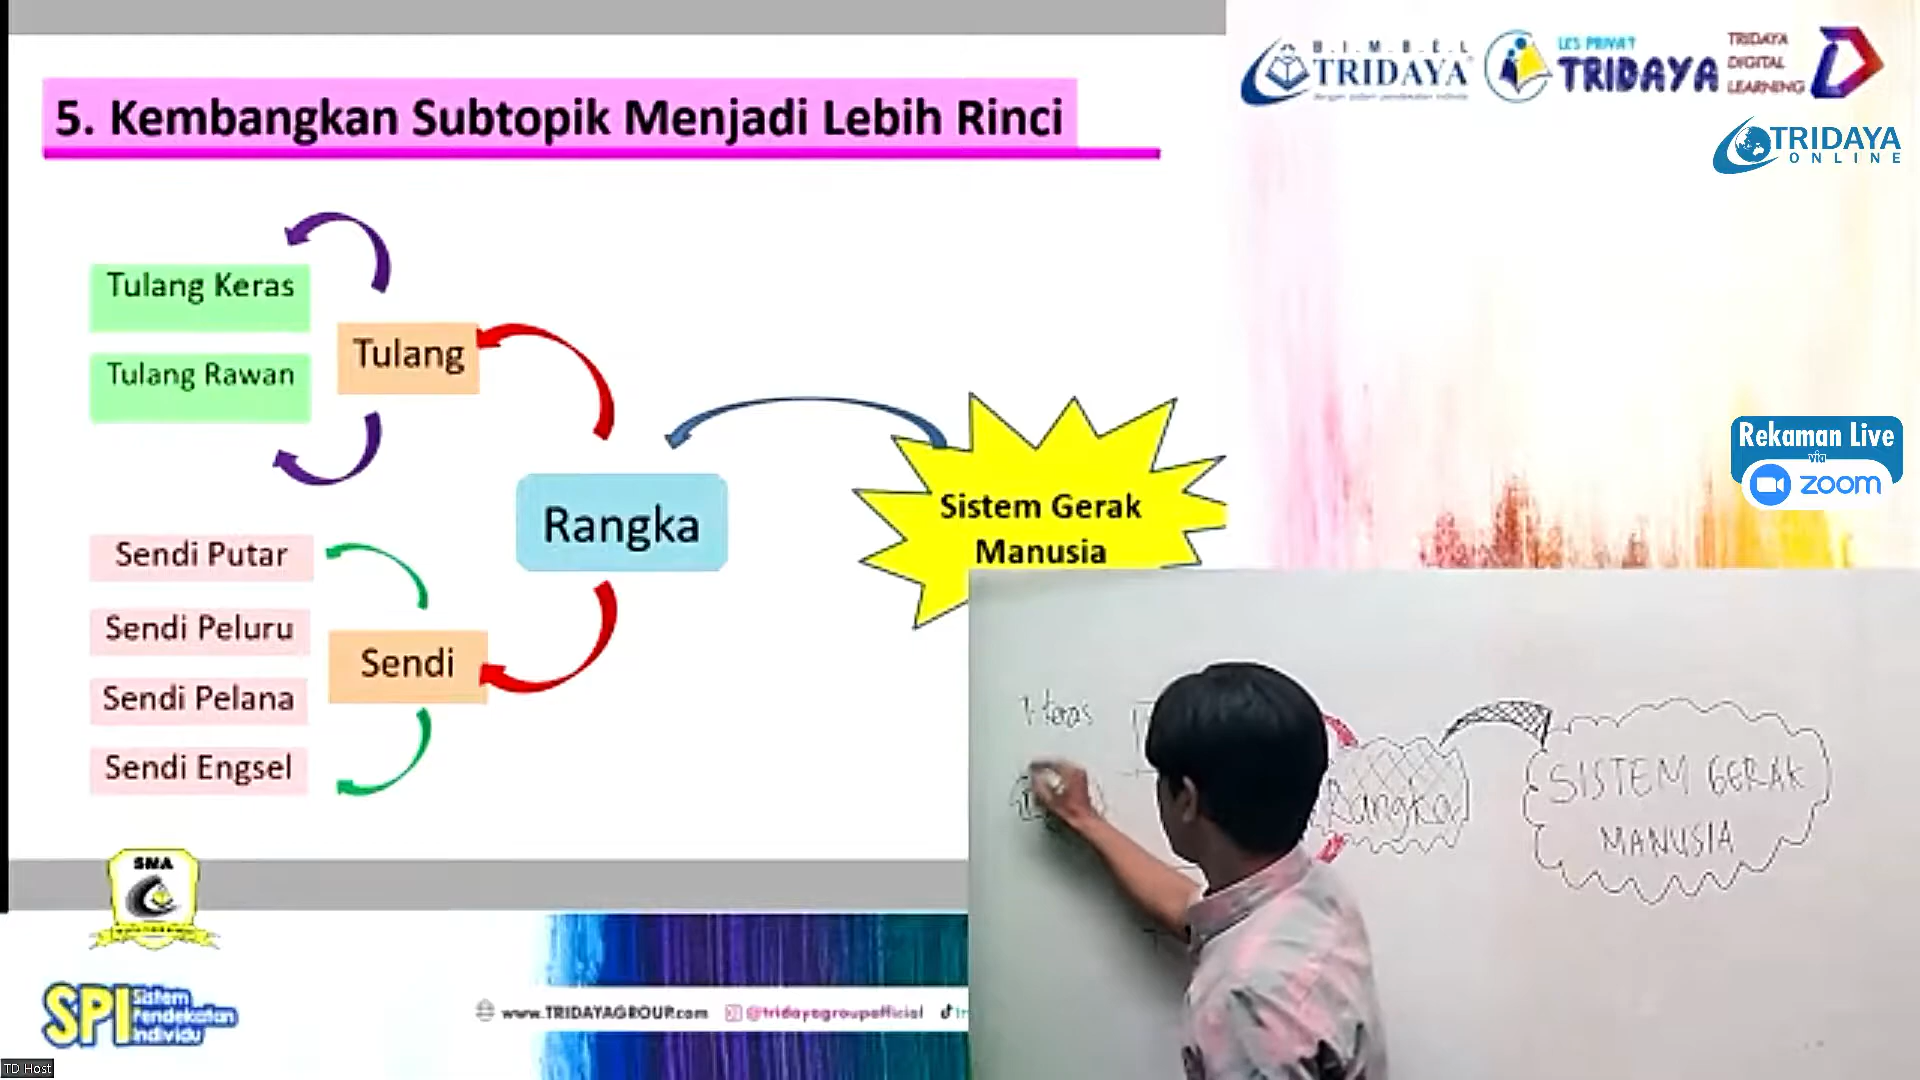 5. Kembangkan Subtopik Menjadi Lebih Rinci
BIMBEL
TRIDAYA
LES PRIVAT
TRIDAYA
TRIDAYA
DIGITAL
LEARNING
TRIDAYA
ONLINE
Tulang Keras
Tulang
Tulang Rawan
Rekaman Live
via
zoom
Sistem Gerak
Manusia
Rangka
Sendi Putar
Sendi Peluru
Sendi
Sendi Pelana
Sendi Engsel
Rangka
SISTEM GERAK
MANUSIA
SMA
SPI
Sistem
Pendekatan
Individu
www.TRIDAYAGROUP.com
@tridayagroupofficial
TD Host